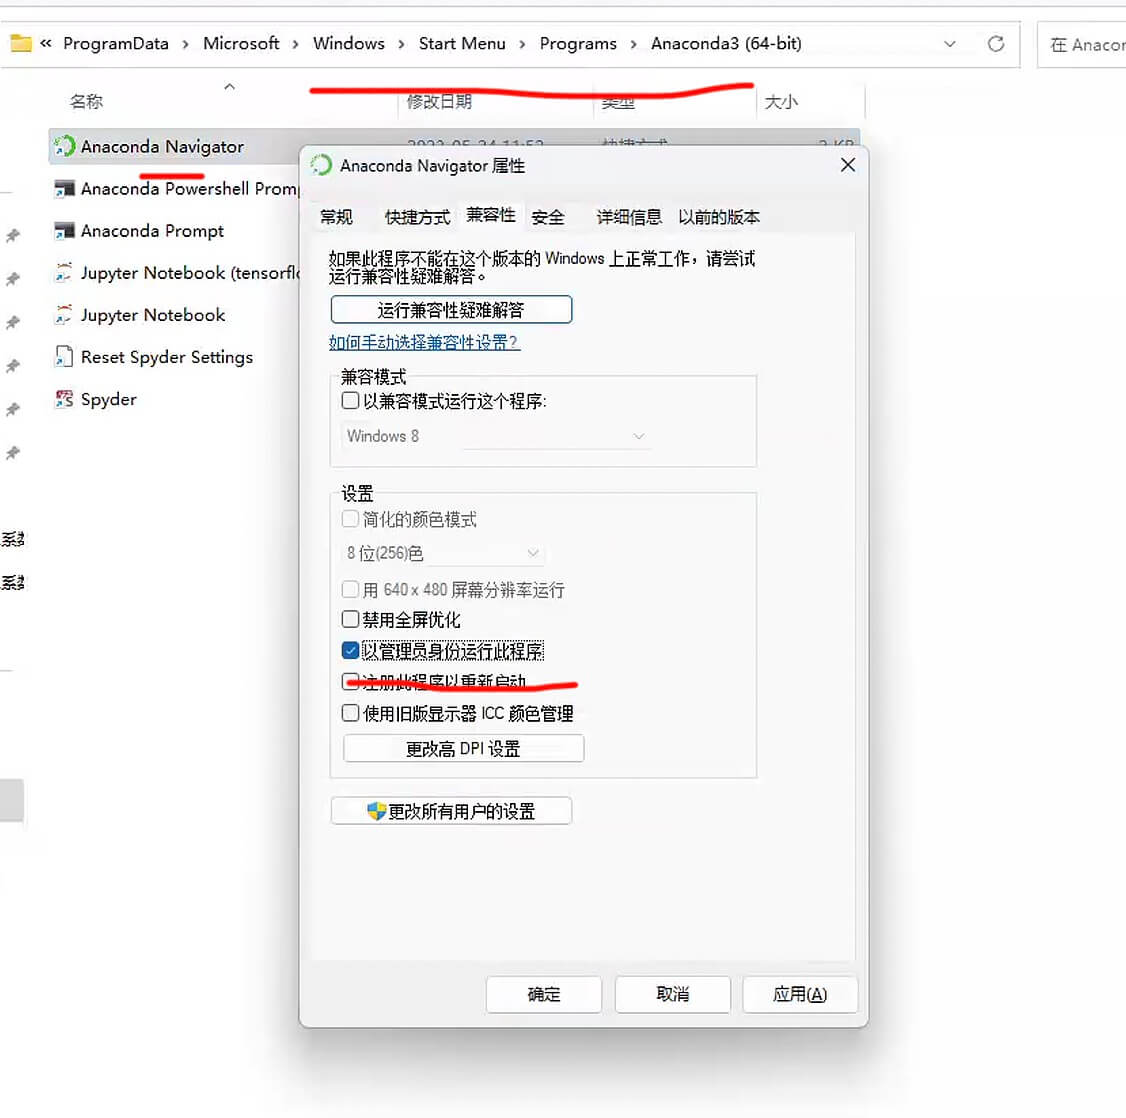 « ProgramData › Microsoft › Windows › Start Menu › Programs › Anaconda3 (64-bit)
在 Anacor
名称 修改日期 类型 大小
Anaconda Navigator
Anaconda Powershell Promp
Anaconda Prompt
Jupyter Notebook (tensorflo
Jupyter Notebook
Reset Spyder Settings
Spyder
系数
系数
Anaconda Navigator 属性
常规 快捷方式 兼容性 安全 详细信息 以前的版本
如果此程序不能在这个版本的 Windows 上正常工作，请尝试
运行兼容性疑难解答。
运行兼容性疑难解答
如何手动选择兼容性设置?
兼容模式
以兼容模式运行这个程序:
Windows 8
设置
简化的颜色模式
8 位(256)色
用 640 x 480 屏幕分辨率运行
禁用全屏优化
以管理员身份运行此程序
注册此程序以重新启动
使用旧版显示器 ICC 颜色管理
更改高 DPI 设置
更改所有用户的设置
确定 取消 应用(A)